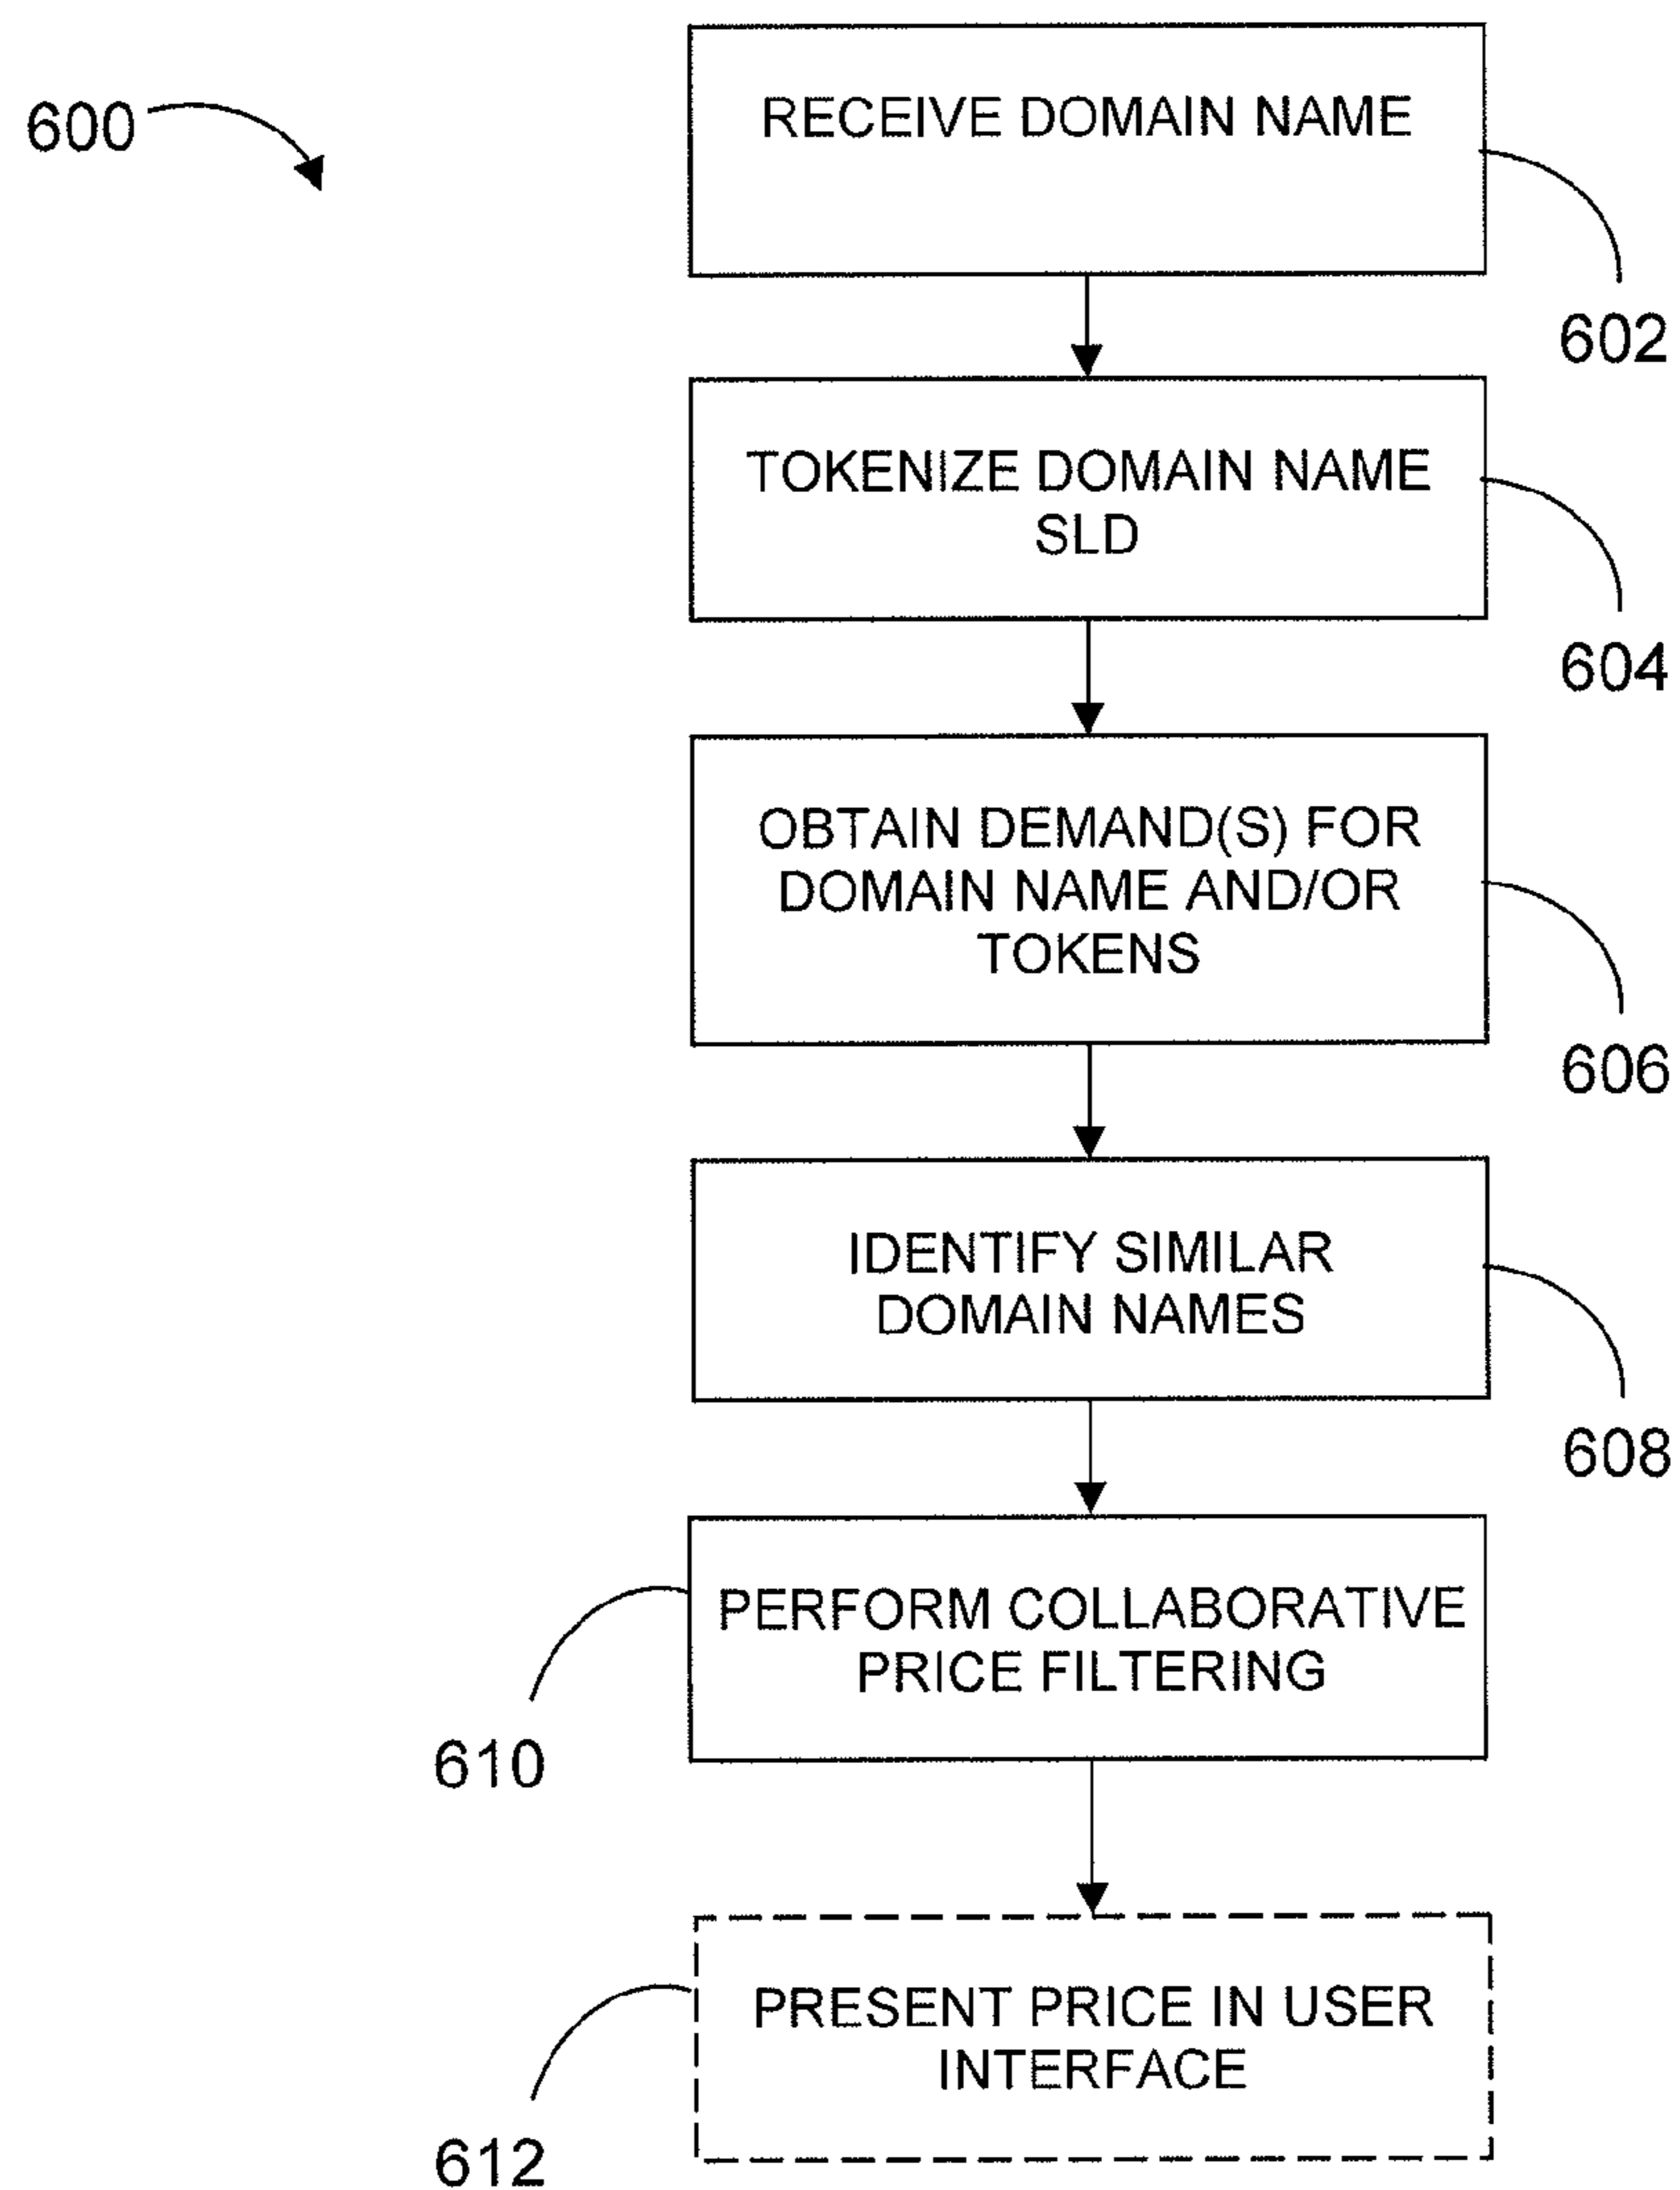 600
RECEIVE DOMAIN NAME
602
TOKENIZE DOMAIN NAME
SLD
604
OBTAIN DEMAND(S) FOR
DOMAIN NAME AND/OR
TOKENS
606
IDENTIFY SIMILAR
DOMAIN NAMES
608
PERFORM COLLABORATIVE
PRICE FILTERING
610
PRESENT PRICE IN USER
INTERFACE
612